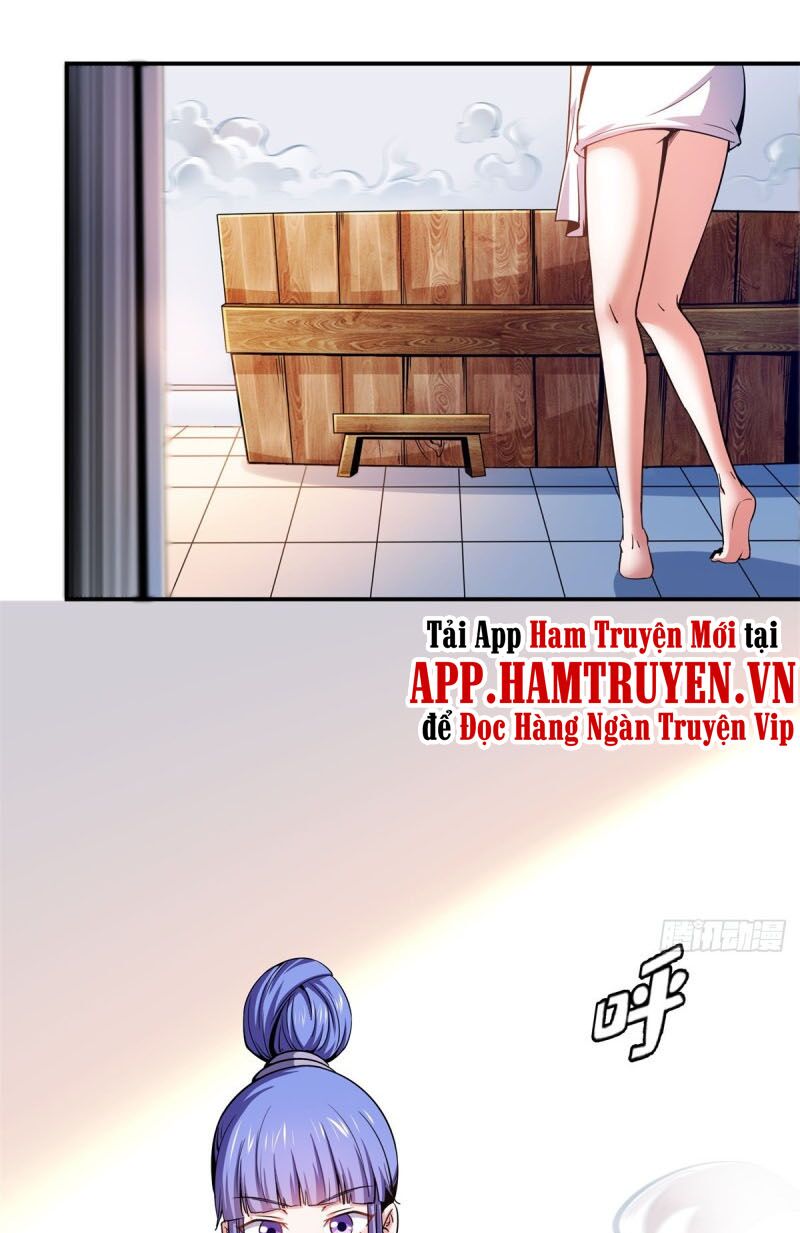 Tải App Ham Truyện Mới tại
APP.HAMTRUYEN.VN
để Đọc Hàng Ngàn Truyện Vip
腾讯动漫
呼